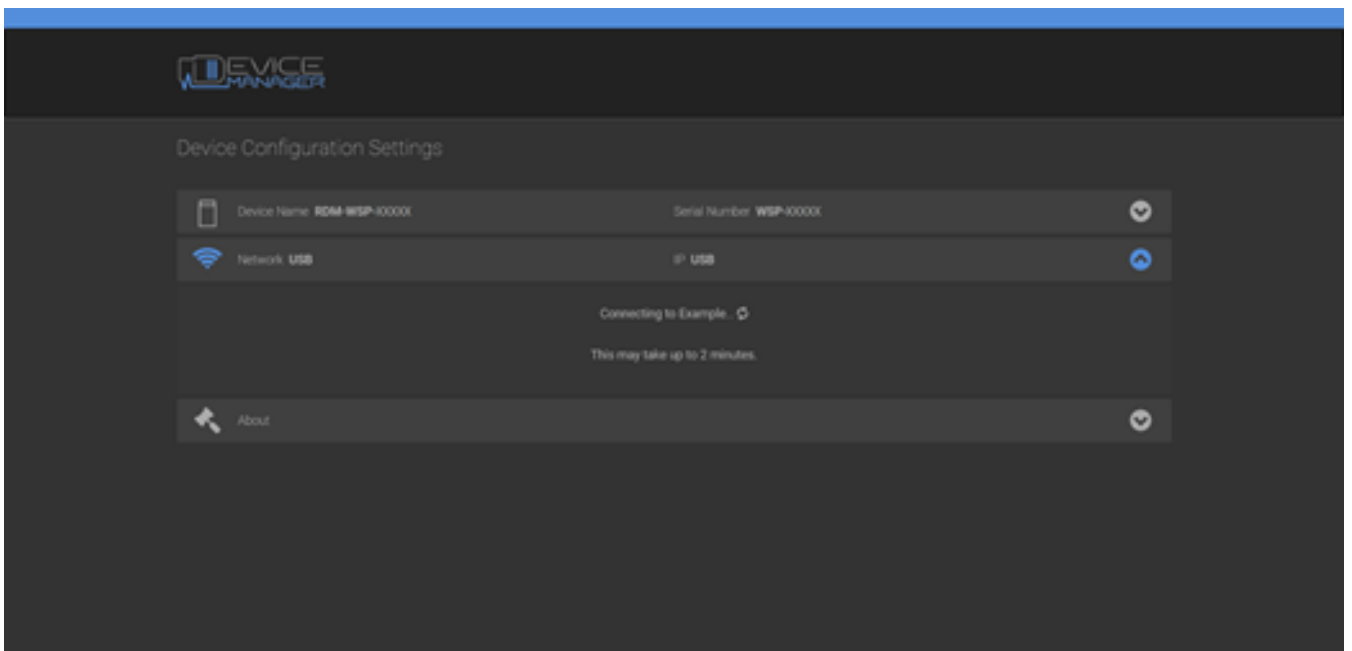 DEVICE
MANAGER
Device Configuration Settings
Device Name RDM-WSP-XXXXX Serial Number WSP-XXXXX
Network USB IP USB
Connecting to Example..
This may take up to 2 minutes.
About